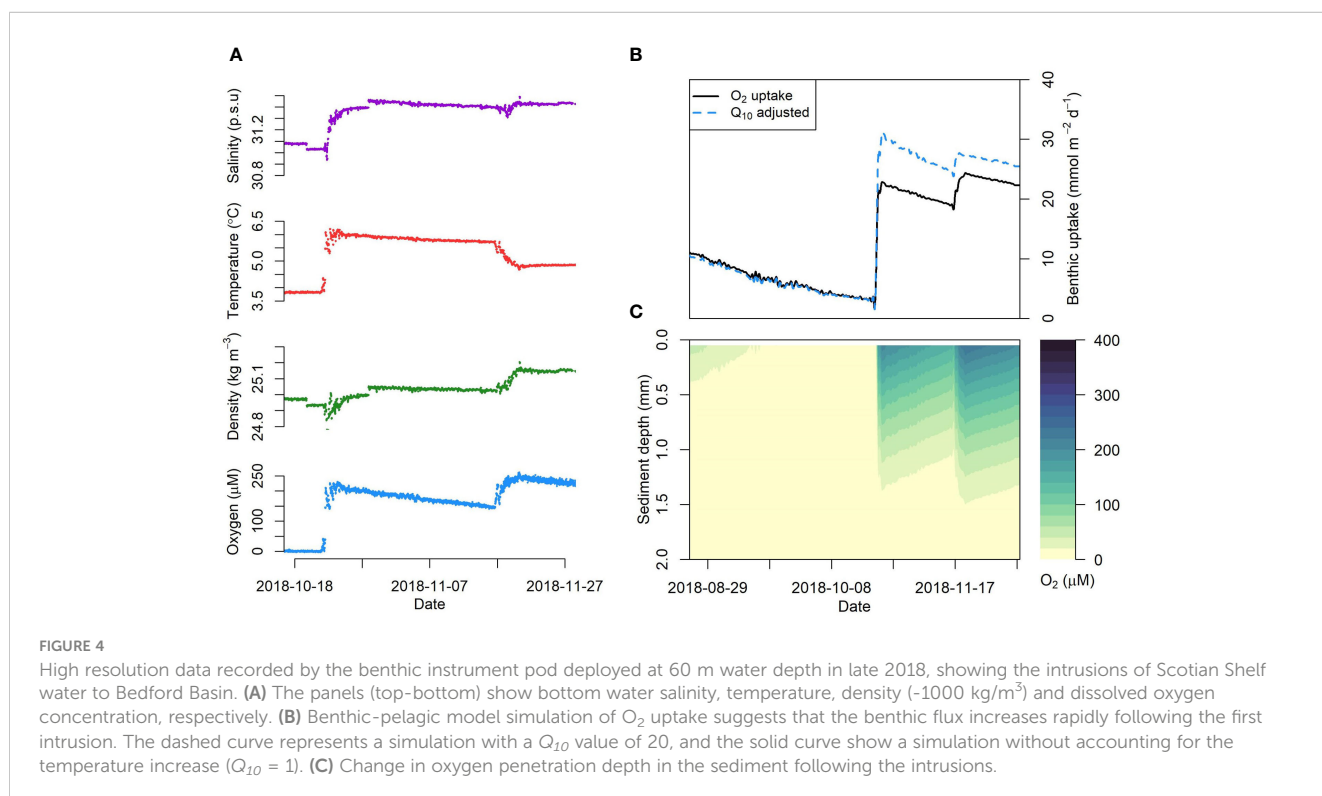 A
Salinity (p.s.u)
31.2
30.8
Temperature (°C)
6.5
5.0
3.5
Density (kg m−3)
25.1
24.8
Oxygen (µM)
250
100
0
2018-10-18
2018-11-07
2018-11-27
Date
B
O2 uptake
Q10 adjusted
40
30
20
10
0
Benthic uptake (mmol m−2 d−1)
C
Sediment depth (mm)
0.0
0.5
1.0
1.5
2.0
2018-08-29
2018-10-08
2018-11-17
Date
400
300
200
100
0
O2 (µM)
FIGURE 4
High resolution data recorded by the benthic instrument pod deployed at 60 m water depth in late 2018, showing the intrusions of Scotian Shelf
water to Bedford Basin. (A) The panels (top-bottom) show bottom water salinity, temperature, density (-1000 kg/m3) and dissolved oxygen
concentration, respectively. (B) Benthic-pelagic model simulation of O2 uptake suggests that the benthic flux increases rapidly following the first
intrusion. The dashed curve represents a simulation with a Q10 value of 20, and the solid curve show a simulation without accounting for the
temperature increase (Q10 = 1). (C) Change in oxygen penetration depth in the sediment following the intrusions.